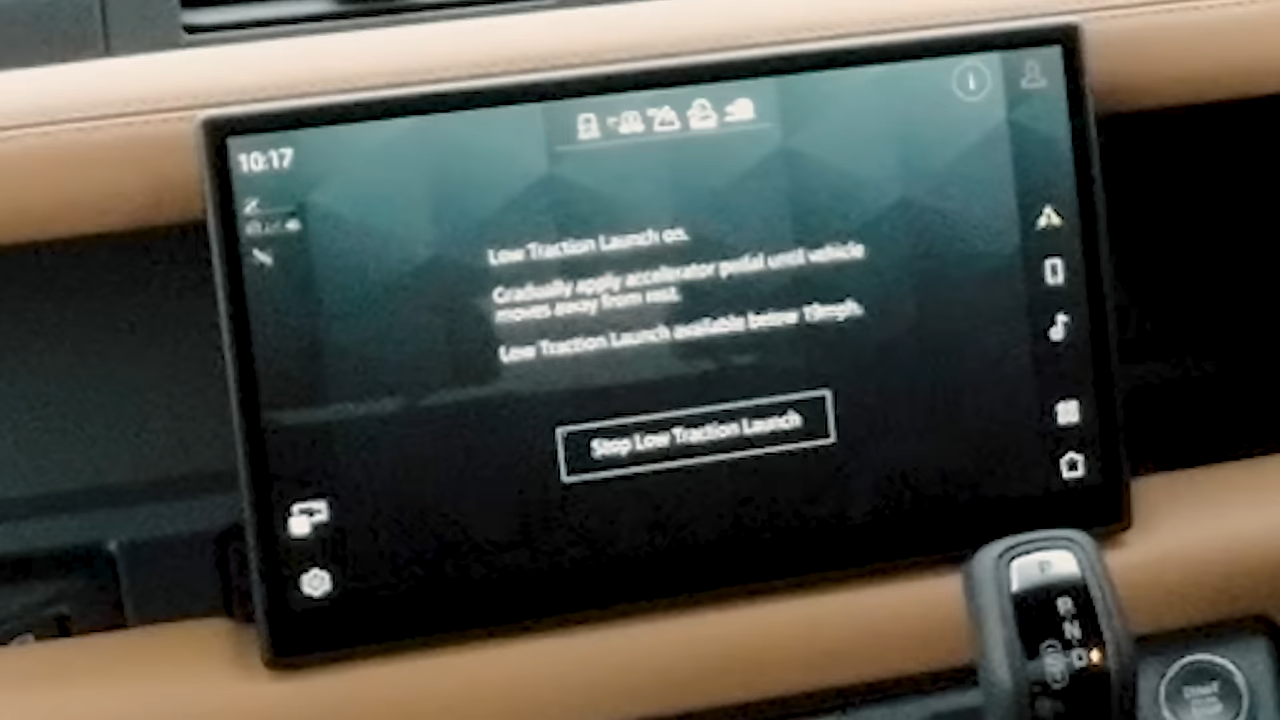 10:17
Low Traction Launch on.
Gradually apply accelerator pedal until vehicle
moves away from rest.
Low Traction Launch available below 19mph.
Stop Low Traction Launch
P
R
N
D
START